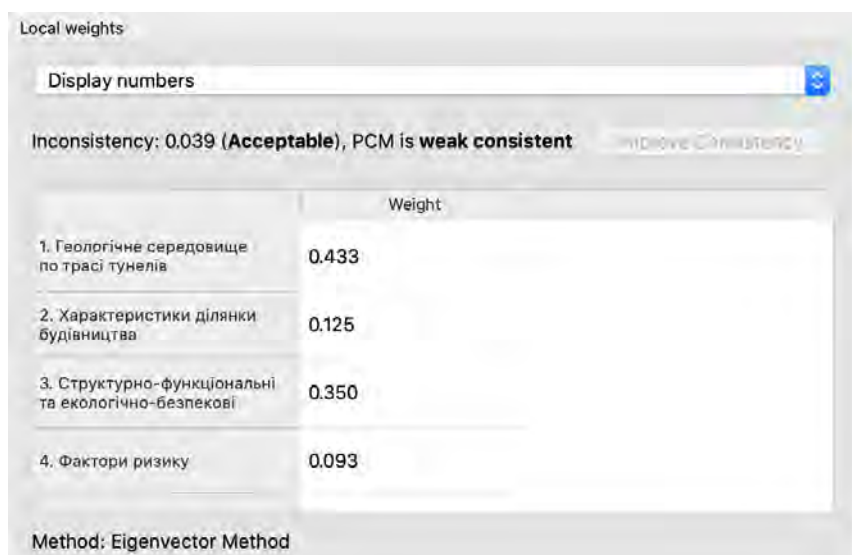 Local weights
Display numbers
Inconsistency: 0.039 (Acceptable), PCM is weak consistent Improve Consistency
Weight
1. Геологічне середовище
по трасі тунелів
0.433
2. Характеристики ділянки
будівництва
0.125
3. Структурно-функціональні
та екологічно-безпекові
0.350
4. Фактори ризику
0.093
Method: Eigenvector Method